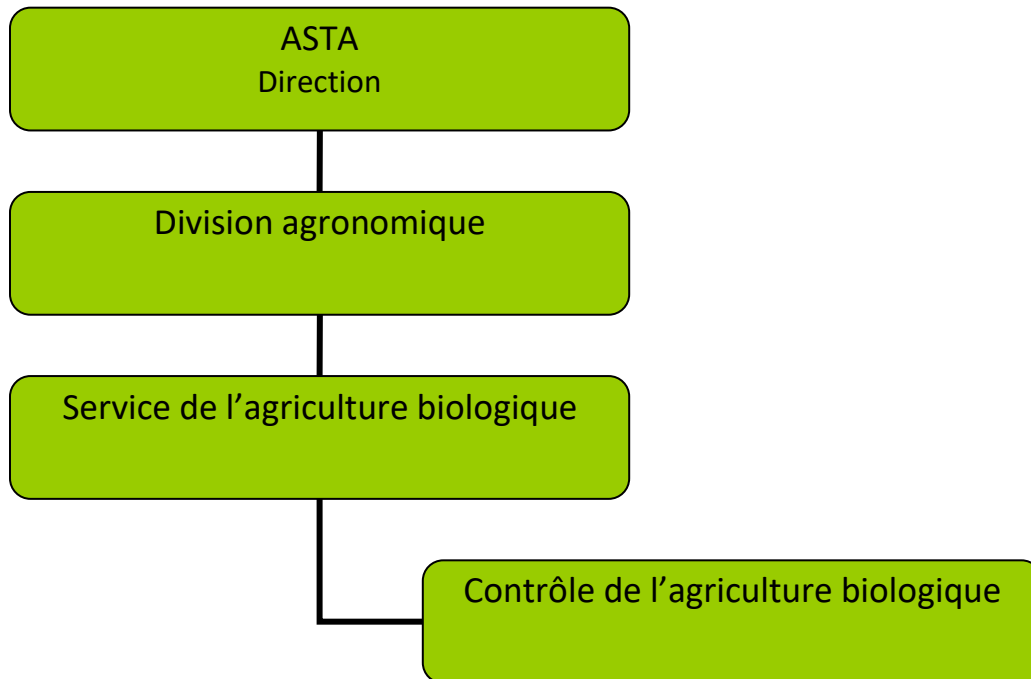 ASTA
Direction
Division agronomique
Service de l’agriculture biologique
Contrôle de l’agriculture biologique